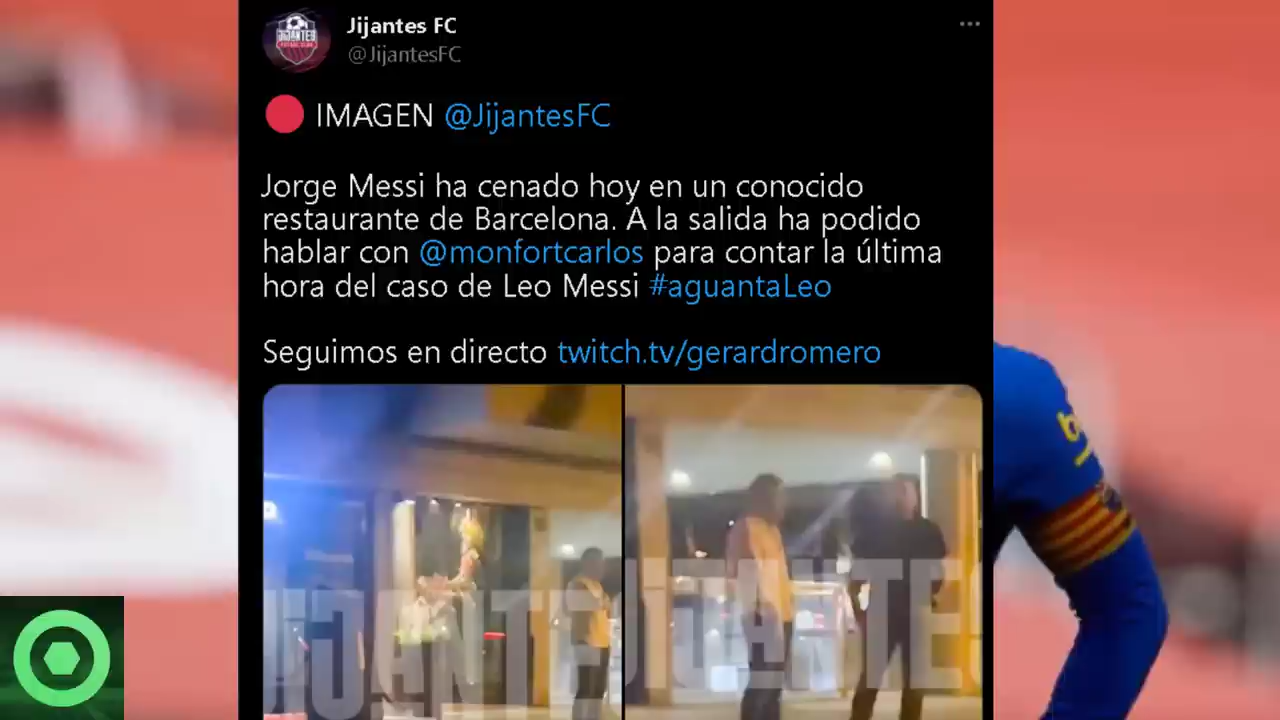 Jijantes FC
@JijantesFC
IMAGEN @JijantesFC
Jorge Messi ha cenado hoy en un conocido
restaurante de Barcelona. A la salida ha podido
hablar con @monfortcarlos para contar la última
hora del caso de Leo Messi #aguantaLeo
Seguimos en directo twitch.tv/gerardromero
JIJANTES
JIJANTES